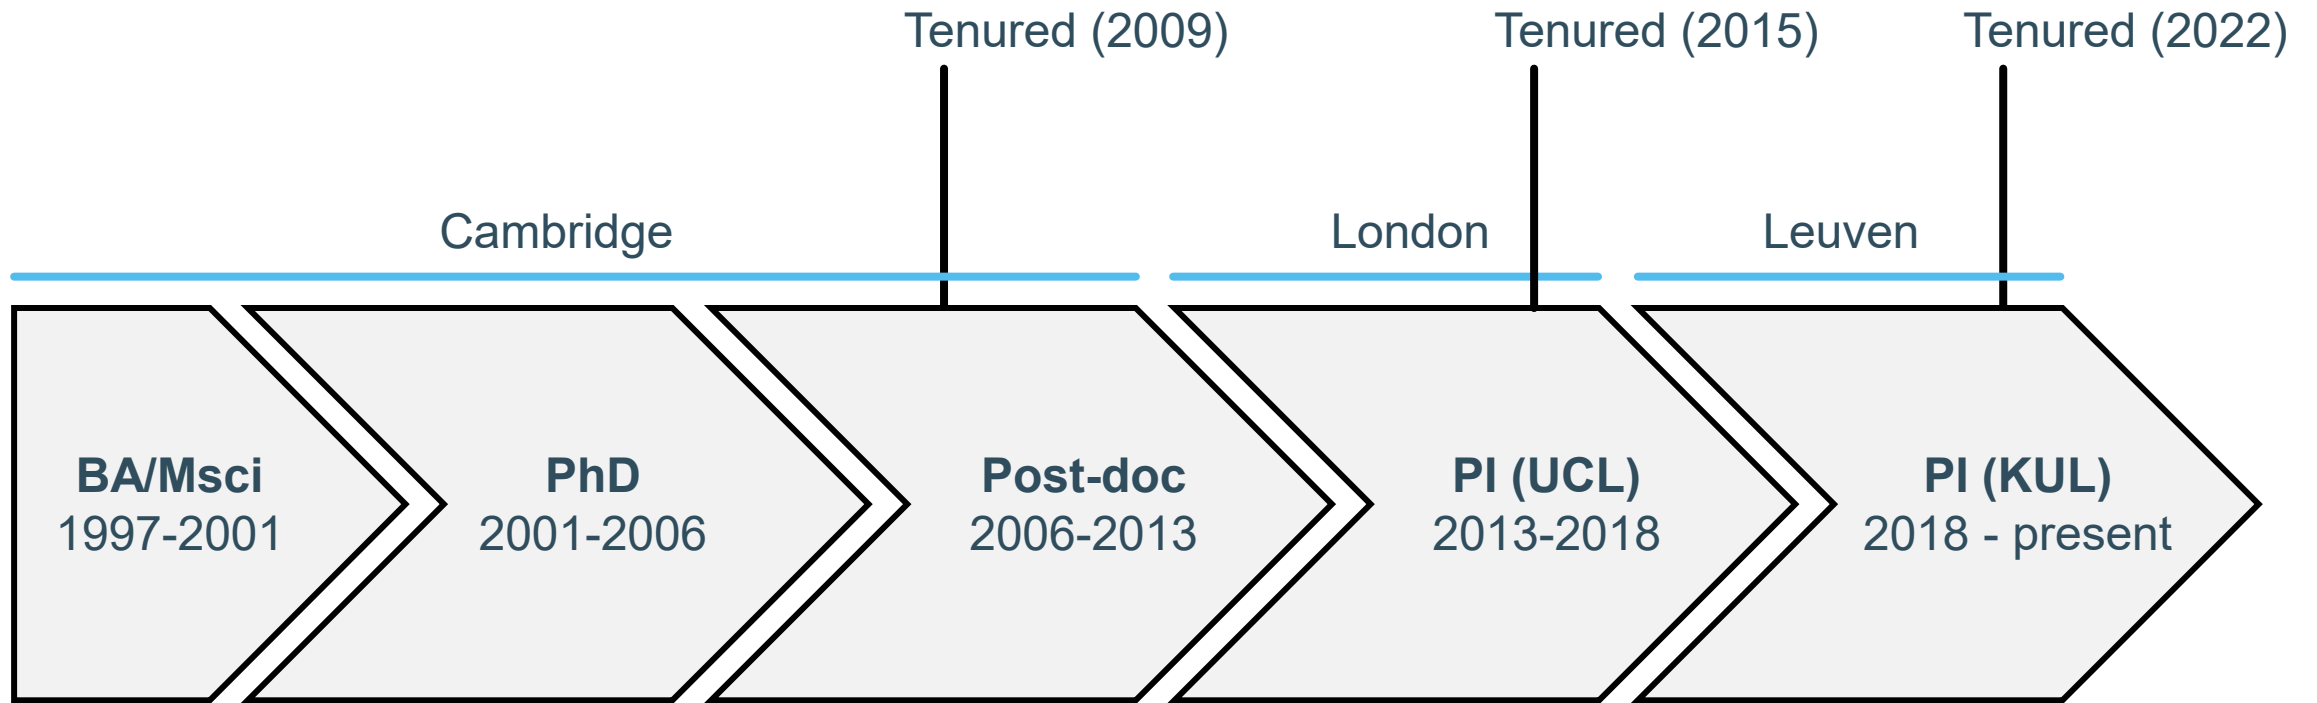 Tenured (2009)
Tenured (2015)
Tenured (2022)
Cambridge
London
Leuven
BA/Msci
1997-2001
PhD
2001-2006
Post-doc
2006-2013
PI (UCL)
2013-2018
PI (KUL)
2018 - present